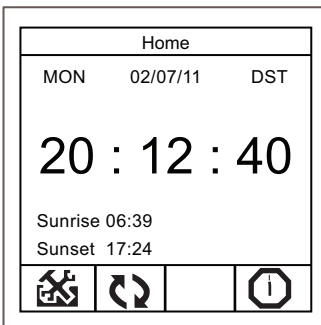 Home
MON 02/07/11 DST
20 : 12 : 40
Sunrise 06:39
Sunset 17:24
i